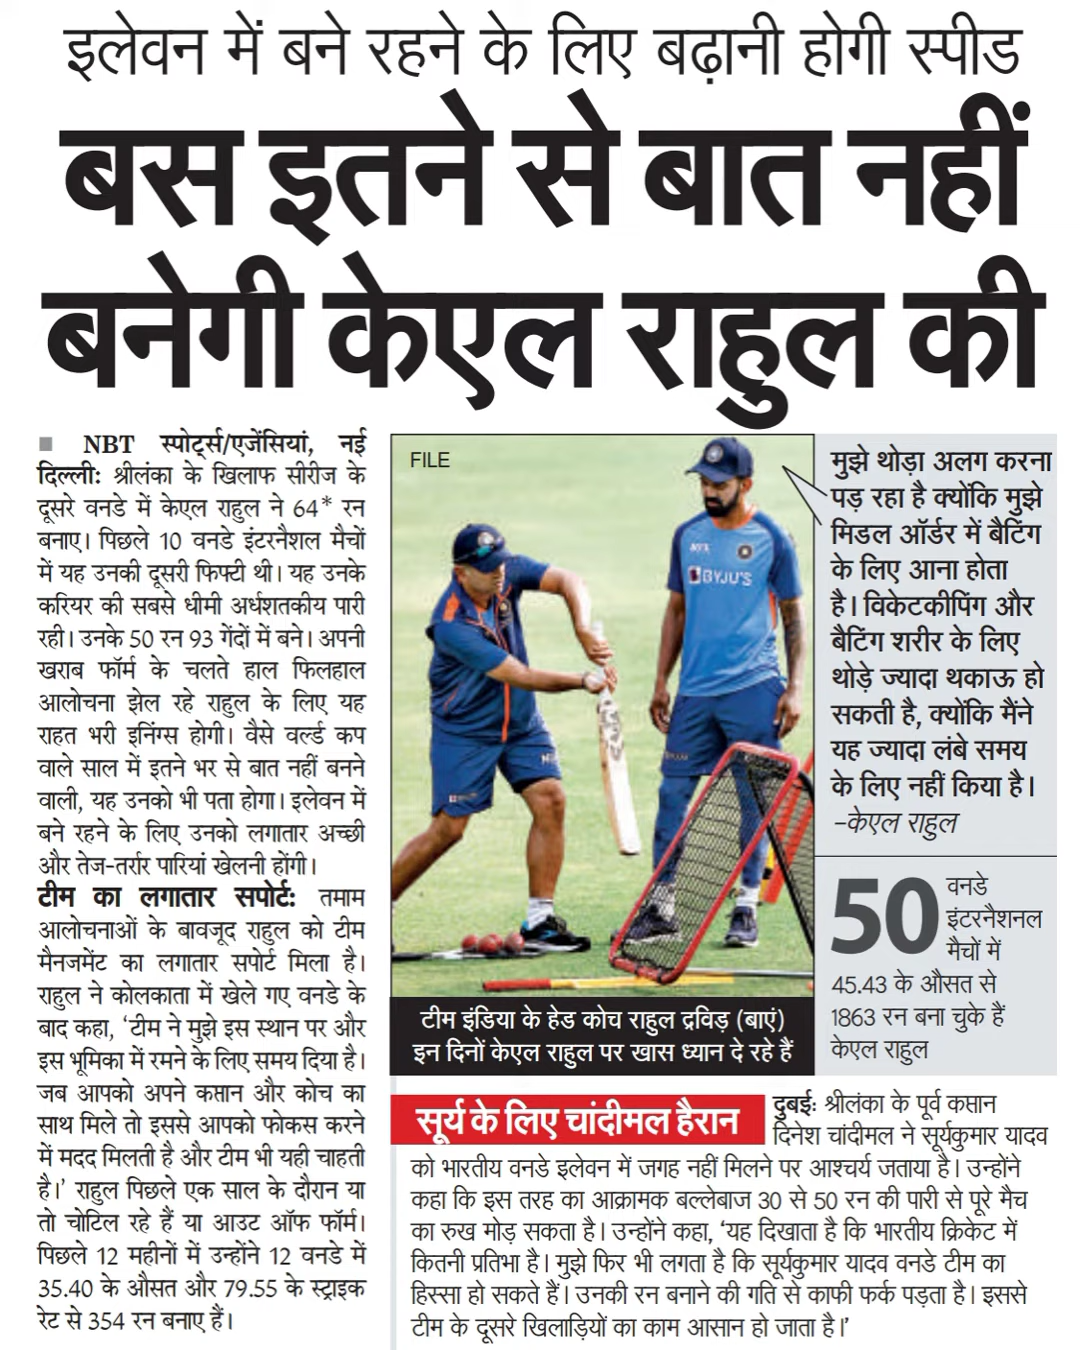 इलेवन में बने रहने के लिए बढ़ानी होगी स्पीड
बस इतने से बात नहीं
बनेगी केएल राहुल की
■ NBT स्पोर्ट्स/एजेंसियां, नई
दिल्ली: श्रीलंका के खिलाफ सीरीज के
दूसरे वनडे में केएल राहुल ने 64* रन
बनाए। पिछले 10 वनडे इंटरनैशल मैचों
में यह उनकी दूसरी फिफ्टी थी। यह उनके
करियर की सबसे धीमी अर्धशतकीय पारी
रही। उनके 50 रन 93 गेंदों में बने। अपनी
खराब फॉर्म के चलते हाल फिलहाल
आलोचना झेल रहे राहुल के लिए यह
राहत भरी इनिंग्स होगी। वैसे वर्ल्ड कप
वाले साल में इतने भर से बात नहीं बनने
वाली, यह उनको भी पता होगा। इलेवन में
बने रहने के लिए उनको लगातार अच्छी
और तेज-तर्रार पारियां खेलनी होंगी।
टीम का लगातार सपोर्ट: तमाम
आलोचनाओं के बावजूद राहुल को टीम
मैनजमेंट का लगातार सपोर्ट मिला है।
राहुल ने कोलकाता में खेले गए वनडे के
बाद कहा, 'टीम ने मुझे इस स्थान पर और
इस भूमिका में रमने के लिए समय दिया है।
जब आपको अपने कप्तान और कोच का
साथ मिले तो इससे आपको फोकस करने
में मदद मिलती है और टीम भी यही चाहती
है।' राहुल पिछले एक साल के दौरान या
तो चोटिल रहे हैं या आउट ऑफ फॉर्म।
पिछले 12 महीनों में उन्होंने 12 वनडे में
35.40 के औसत और 79.55 के स्ट्राइक
रेट से 354 रन बनाए हैं।
FILE
BYJU'S
टीम इंडिया के हेड कोच राहुल द्रविड़ (बाएं)
इन दिनों केएल राहुल पर खास ध्यान दे रहे हैं
मुझे थोड़ा अलग करना
पड़ रहा है क्योंकि मुझे
मिडल ऑर्डर में बैटिंग
के लिए आना होता
है। विकेटकीपिंग और
बैटिंग शरीर के लिए
थोड़े ज्यादा थकाऊ हो
सकती है, क्योंकि मैंने
यह ज्यादा लंबे समय
के लिए नहीं किया है।
-केएल राहुल
50 वनडे
इंटरनैशनल
मैचों में
45.43 के औसत से
1863 रन बना चुके हैं
केएल राहुल
सूर्य के लिए चांदीमल हैरान
दुबई: श्रीलंका के पूर्व कप्तान
दिनेश चांदीमल ने सूर्यकुमार यादव
को भारतीय वनडे इलेवन में जगह नहीं मिलने पर आश्चर्य जताया है। उन्होंने
कहा कि इस तरह का आक्रामक बल्लेबाज 30 से 50 रन की पारी से पूरे मैच
का रुख मोड़ सकता है। उन्होंने कहा, 'यह दिखाता है कि भारतीय क्रिकेट में
कितनी प्रतिभा है। मुझे फिर भी लगता है कि सूर्यकुमार यादव वनडे टीम का
हिस्सा हो सकते हैं। उनकी रन बनाने की गति से काफी फर्क पड़ता है। इससे
टीम के दूसरे खिलाड़ियों का काम आसान हो जाता है।'